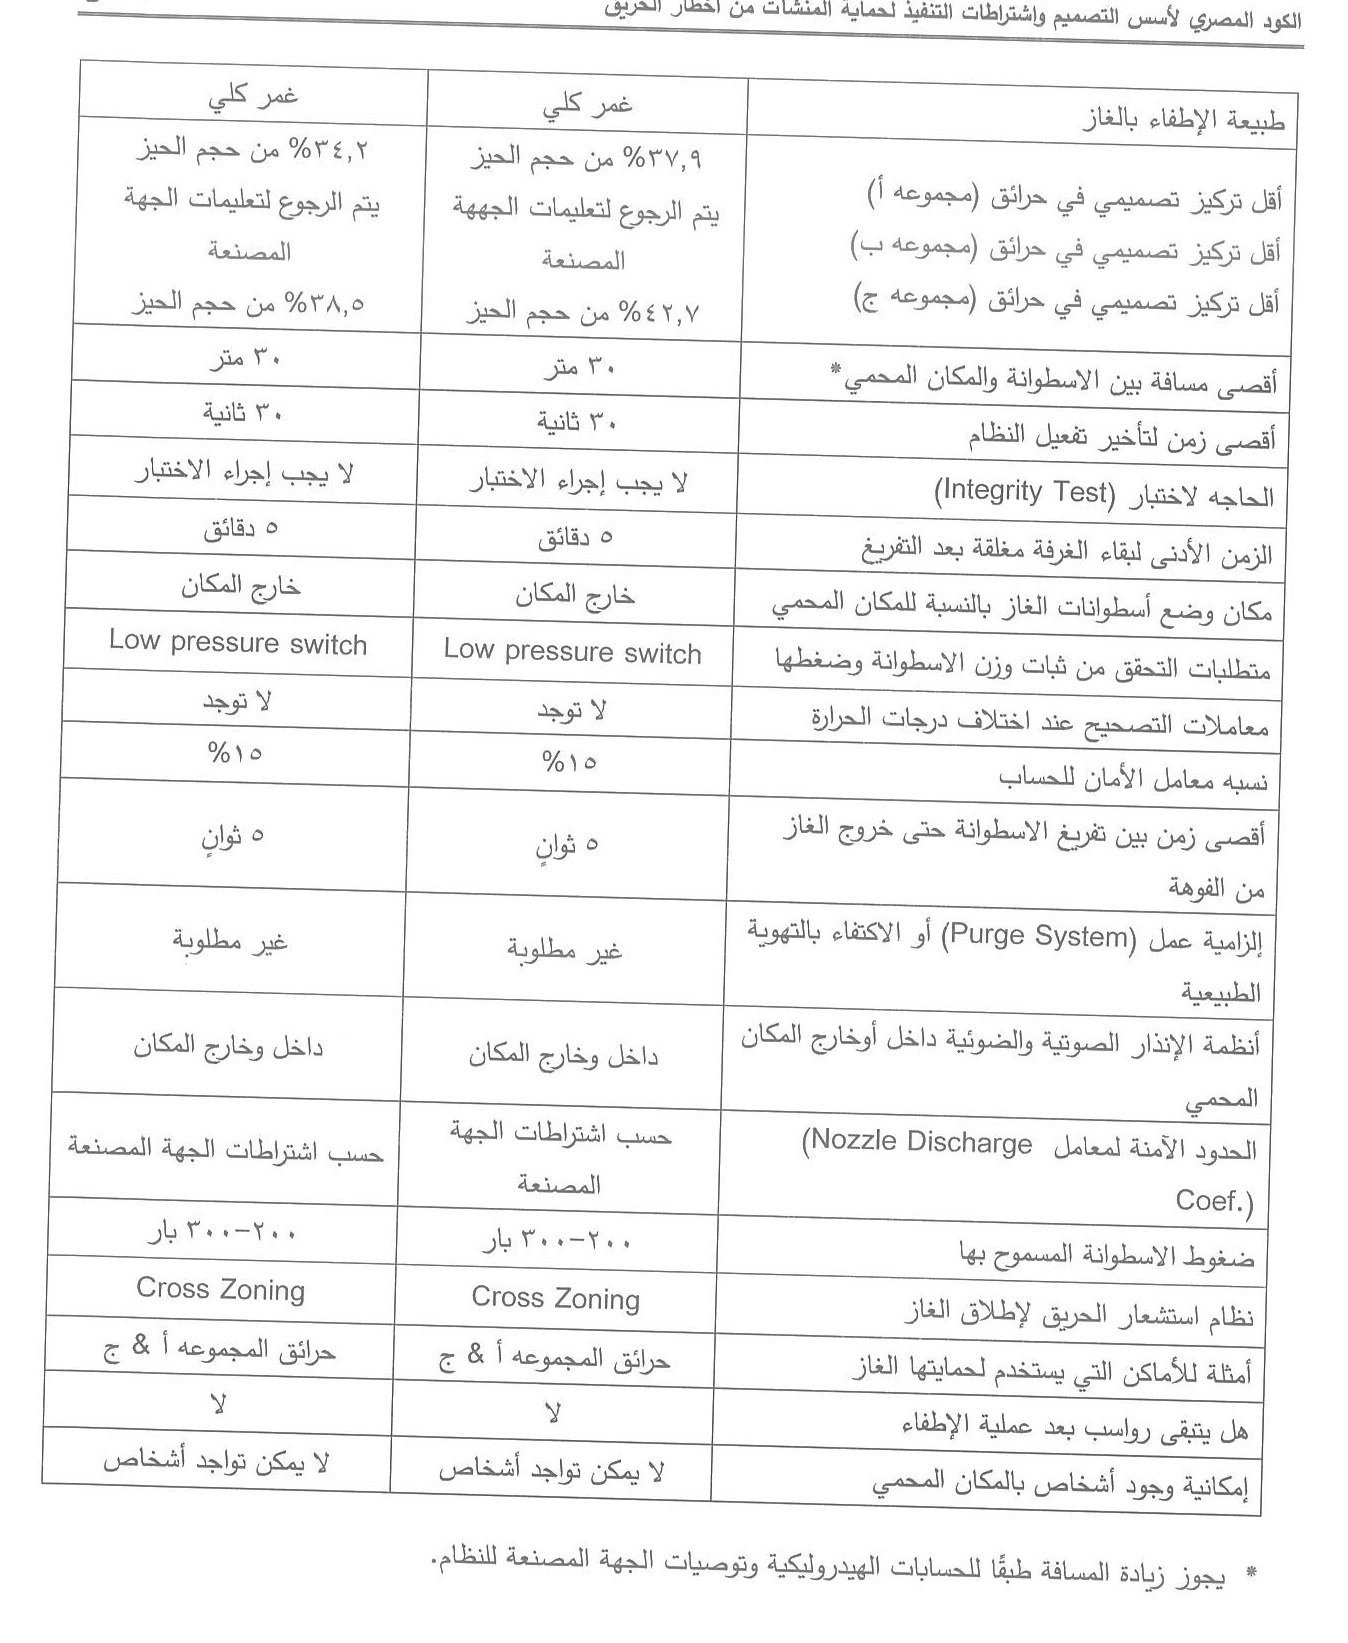 الكود المصري لأسس التصميم واشتراطات التنفيذ لحماية المنشآت من أخطار الحريق
طبيعة الإطفاء بالغاز
غمر كلي
غمر كلي
أقل تركيز تصميمي في حرائق (مجموعه أ)
أقل تركيز تصميمي في حرائق (مجموعه ب)
أقل تركيز تصميمي في حرائق (مجموعه ج)
٣٧,٩% من حجم الحيز
يتم الرجوع لتعليمات الجههة
المصنعة
٤٢,٧% من حجم الحيز
٣٤,٢% من حجم الحيز
يتم الرجوع لتعليمات الجهة
المصنعة
٣٨,٥% من حجم الحيز
أقصى مسافة بين الاسطوانة والمكان المحمي*
٣٠ متر
٣٠ متر
أقصى زمن لتأخير تفعيل النظام
٣٠ ثانية
٣٠ ثانية
الحاجه لاختبار (Integrity Test)
لا يجب إجراء الاختبار
لا يجب إجراء الاختبار
الزمن الأدنى لبقاء الغرفة مغلقة بعد التفريغ
٥ دقائق
٥ دقائق
مكان وضع أسطوانات الغاز بالنسبة للمكان المحمي
خارج المكان
خارج المكان
متطلبات التحقق من ثبات وزن الاسطوانة وضغطها
Low pressure switch
Low pressure switch
معاملات التصحيح عند اختلاف درجات الحرارة
لا توجد
لا توجد
نسبه معامل الأمان للحساب
١٥%
١٥%
أقصى زمن بين تفريغ الاسطوانة حتى خروج الغاز
من الفوهة
٥ ثوانٍ
٥ ثوانٍ
إلزامية عمل (Purge System) أو الاكتفاء بالتهوية
الطبيعية
غير مطلوبة
غير مطلوبة
أنظمة الإنذار الصوتية والضوئية داخل أوخارج المكان
المحمي
داخل وخارج المكان
داخل وخارج المكان
الحدود الآمنة لمعامل Nozzle Discharge)
Coef.)
حسب اشتراطات الجهة
المصنعة
حسب اشتراطات الجهة المصنعة
ضغوط الاسطوانة المسموح بها
٢٠٠-٣٠٠ بار
٢٠٠-٣٠٠ بار
نظام استشعار الحريق لإطلاق الغاز
Cross Zoning
Cross Zoning
أمثلة للأماكن التي يستخدم لحمايتها الغاز
حرائق المجموعه أ & ج
حرائق المجموعه أ & ج
هل يتبقى رواسب بعد عملية الإطفاء
لا
لا
إمكانية وجود أشخاص بالمكان المحمي
لا يمكن تواجد أشخاص
لا يمكن تواجد أشخاص
* يجوز زيادة المسافة طبقًا للحسابات الهيدروليكية وتوصيات الجهة المصنعة للنظام.